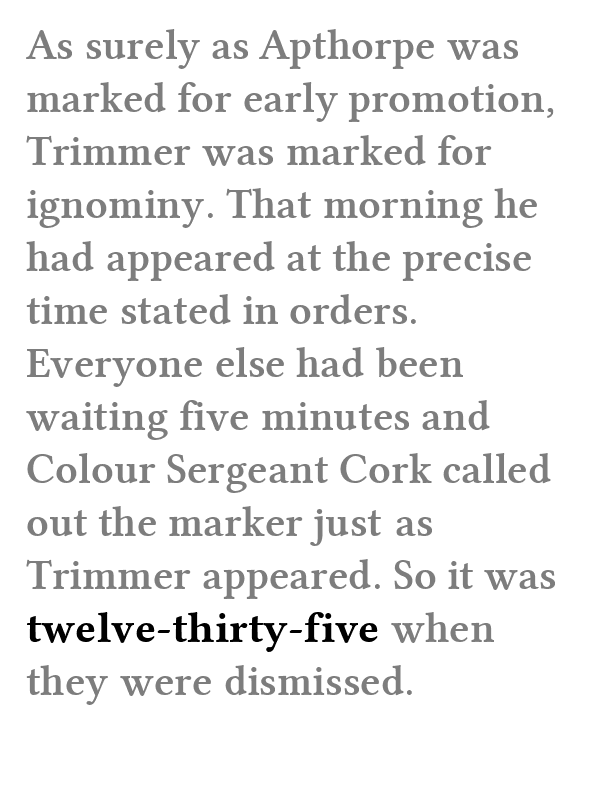 As surely as Apthorpe was
marked for early promotion,
Trimmer was marked for
ignominy. That morning he
had appeared at the precise
time stated in orders.
Everyone else had been
waiting five minutes and
Colour Sergeant Cork called
out the marker just as
Trimmer appeared. So it was
twelve-thirty-five when
they were dismissed.